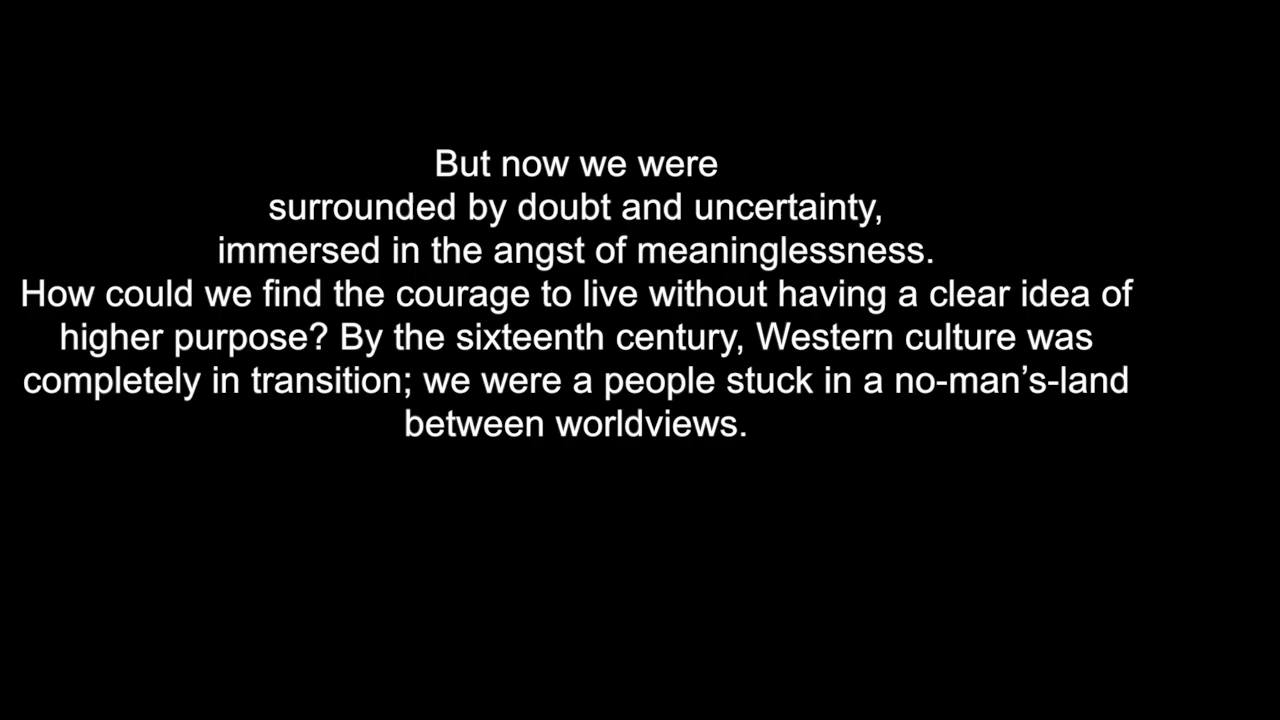 But now we were
surrounded by doubt and uncertainty,
immersed in the angst of meaninglessness.
How could we find the courage to live without having a clear idea of
higher purpose? By the sixteenth century, Western culture was
completely in transition; we were a people stuck in a no-man’s-land
between worldviews.